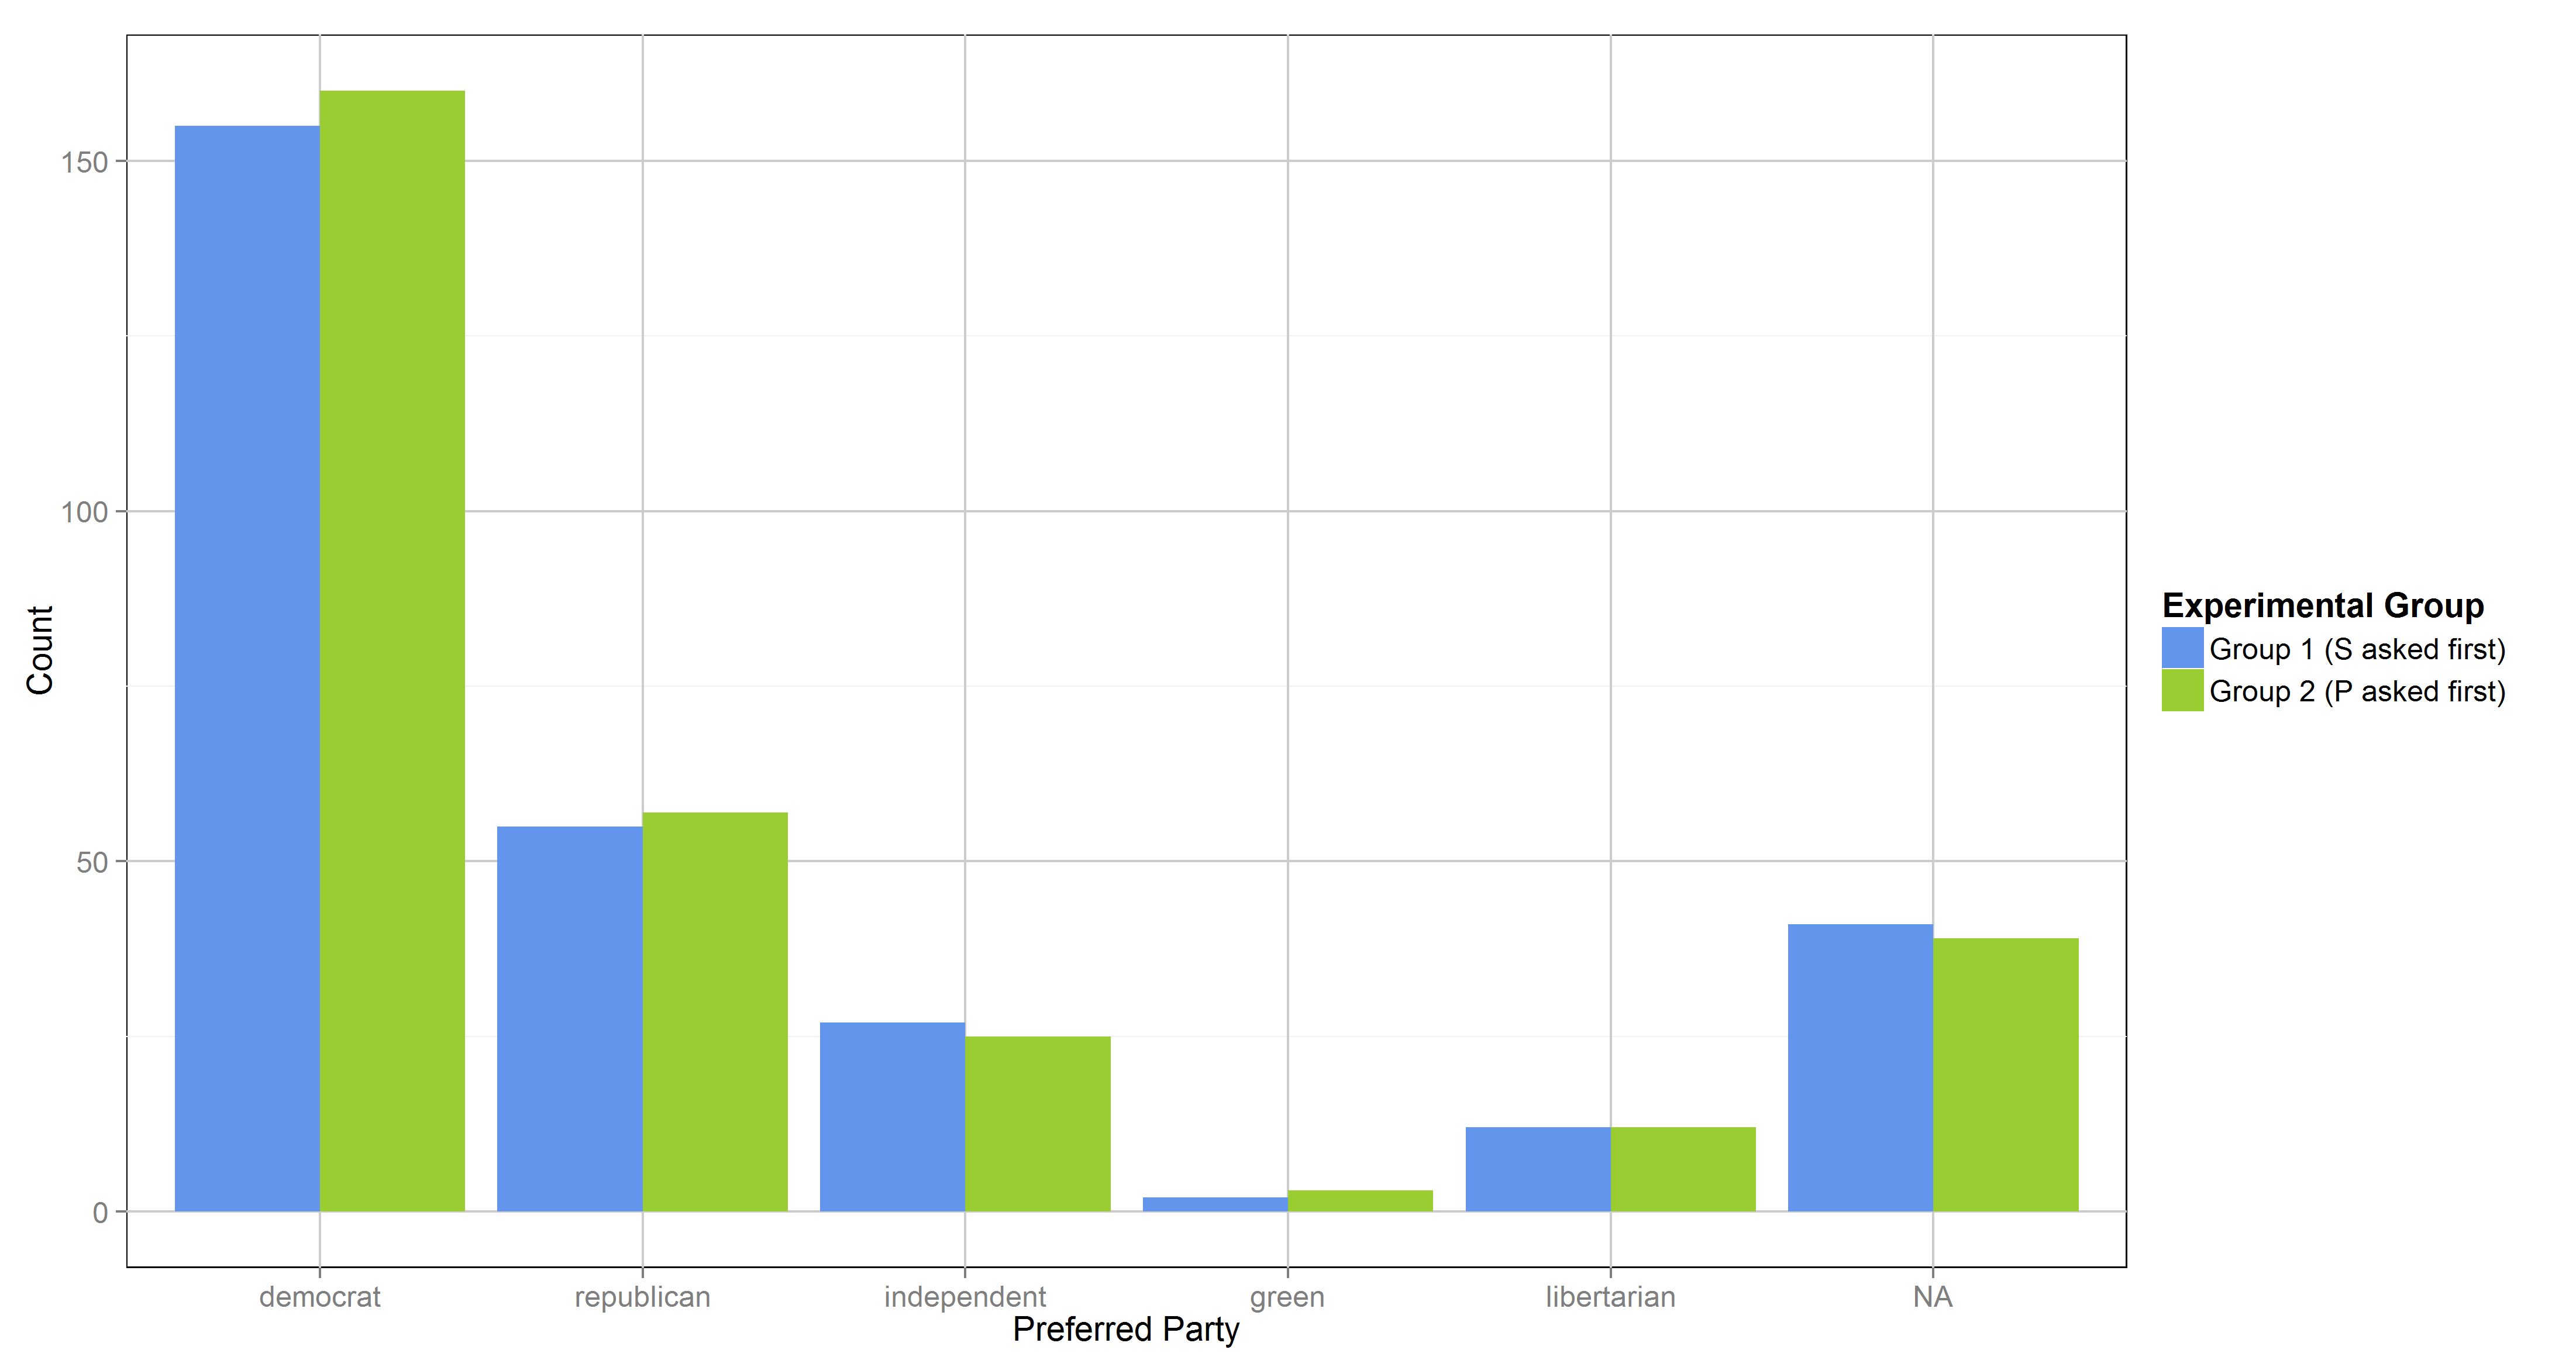 150
100
50
0
Count
democrat republican independent green libertarian NA
Preferred Party
Experimental Group
Group 1 (S asked first)
Group 2 (P asked first)